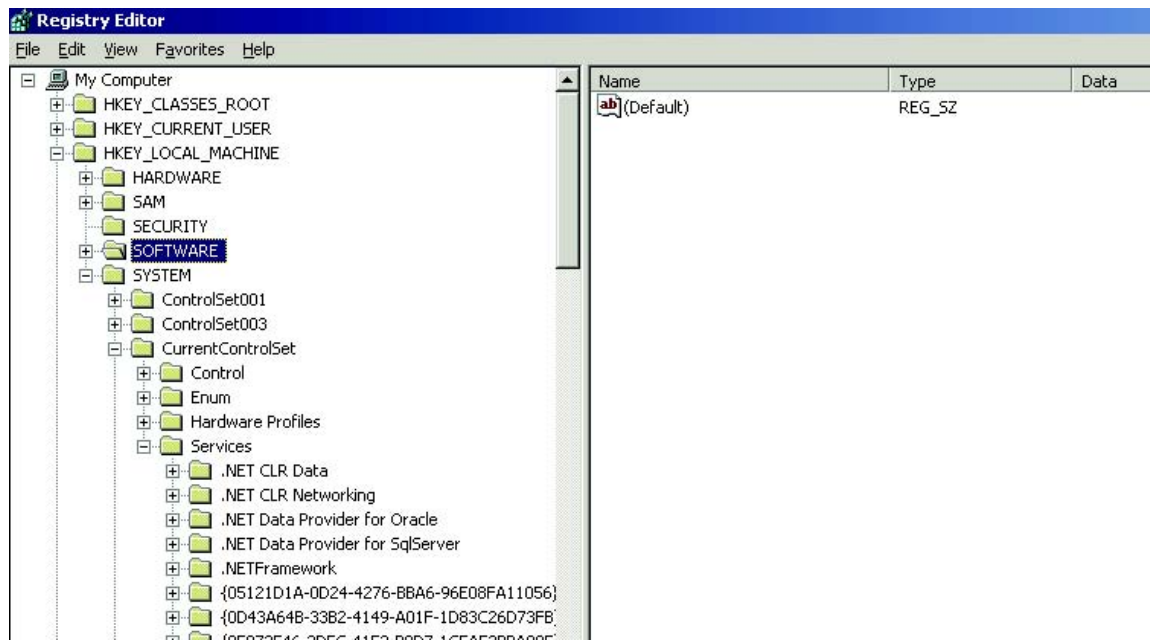 Registry Editor
File Edit View Favorites Help
My Computer
HKEY_CLASSES_ROOT
HKEY_CURRENT_USER
HKEY_LOCAL_MACHINE
HARDWARE
SAM
SECURITY
SOFTWARE
SYSTEM
ControlSet001
ControlSet003
CurrentControlSet
Control
Enum
Hardware Profiles
Services
.NET CLR Data
.NET CLR Networking
.NET Data Provider for Oracle
.NET Data Provider for SqlServer
.NETFramework
{05121D1A-0D24-4276-BBA6-96E08FA11056}
{0D43A64B-33B2-4149-A01F-1D83C26D73FB}
Name Type Data
ab (Default) REG_SZ